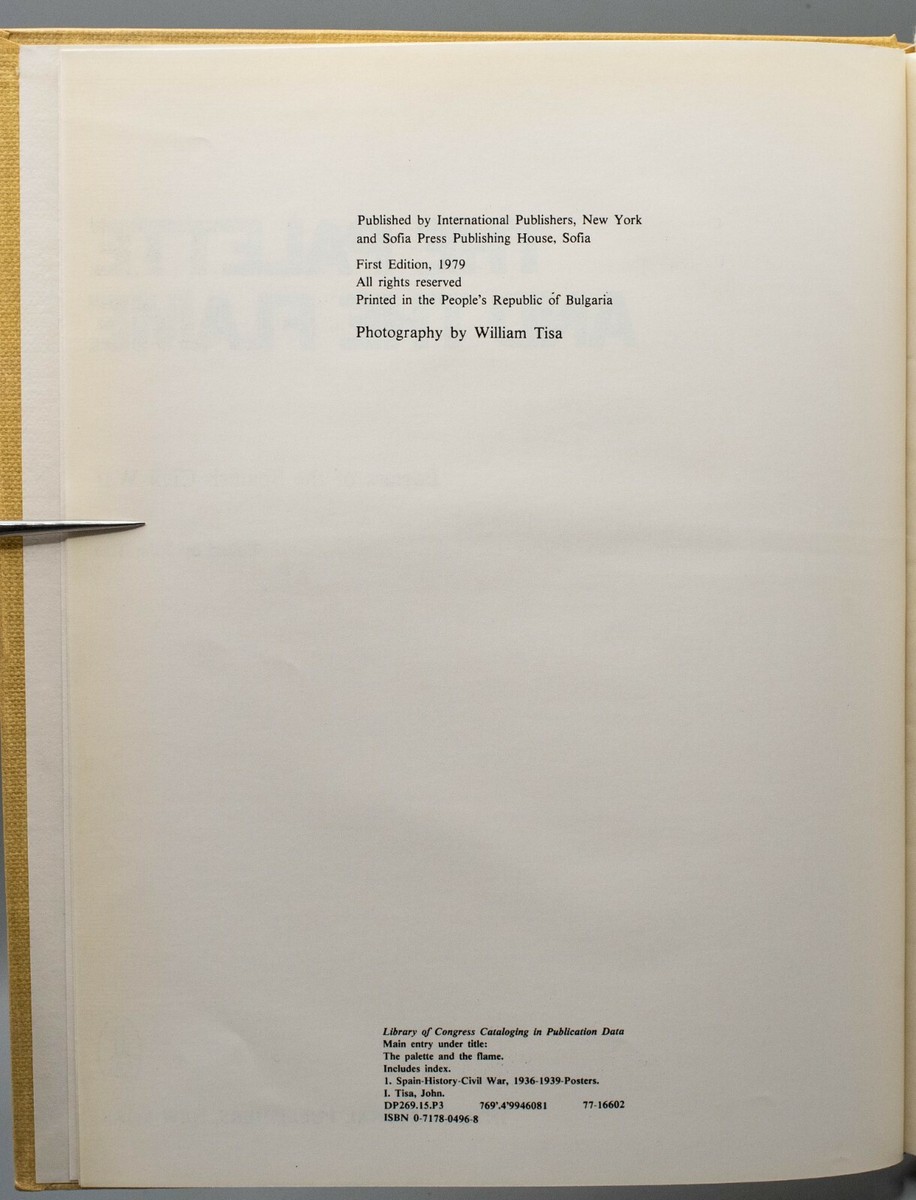 Published by International Publishers, New York
and Sofia Press Publishing House, Sofia
First Edition, 1979
All rights reserved
Printed in the People's Republic of Bulgaria
Photography by William Tisa
Library of Congress Cataloging in Publication Data
Main entry under title:
The palette and the flame.
Includes index.
1. Spain-History-Civil War, 1936-1939-Posters.
I. Tisa, John.
DP269.15.P3 769'.4'9946081 77-16602
ISBN 0-7178-0496-8